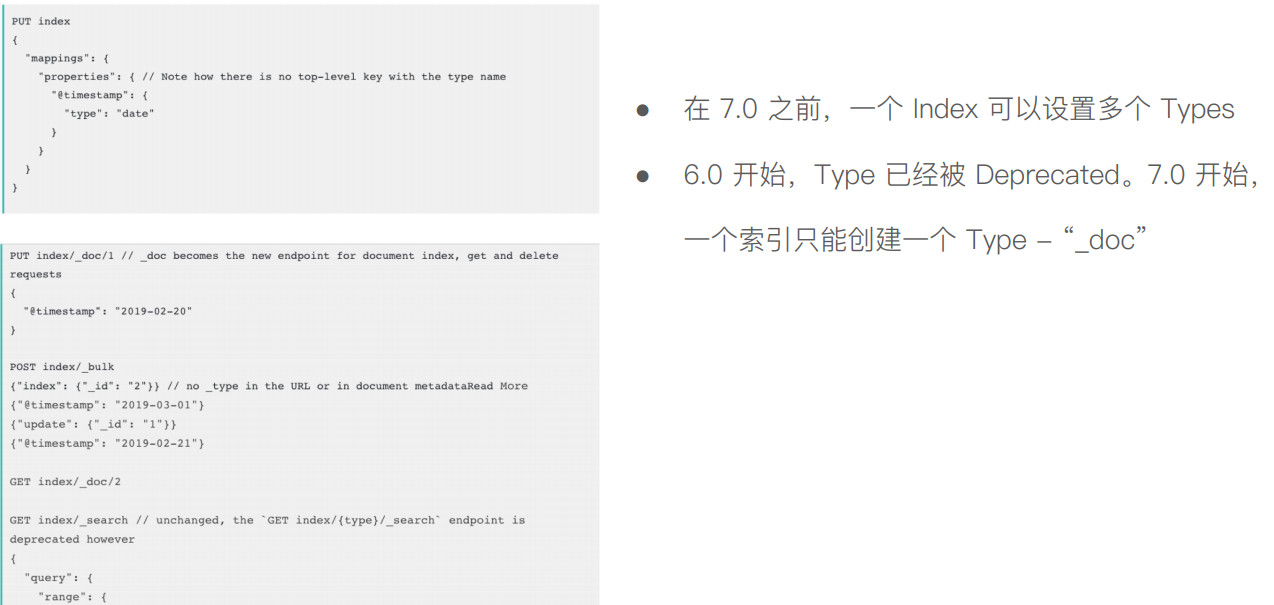 PUT index
{
"mappings": {
"properties": { // Note how there is no top-level key with the type name
"@timestamp": {
"type": "date"
}
}
}
}
PUT index/_doc/1 // _doc becomes the new endpoint for document index, get and delete
requests
{
"@timestamp": "2019-02-20"
}
POST index/_bulk
{"index": {"_id": "2"}} // no _type in the URL or in document metadataRead More
{"@timestamp": "2019-03-01"}
{"update": {"_id": "1"}}
{"@timestamp": "2019-02-21"}
GET index/_doc/2
GET index/_search // unchanged, the `GET index/{type}/_search` endpoint is
deprecated however
{
"query": {
"range": {
● 在 7.0 之前，一个 Index 可以设置多个 Types
● 6.0 开始，Type 已经被 Deprecated。7.0 开始，
一个索引只能创建一个 Type – “_doc”